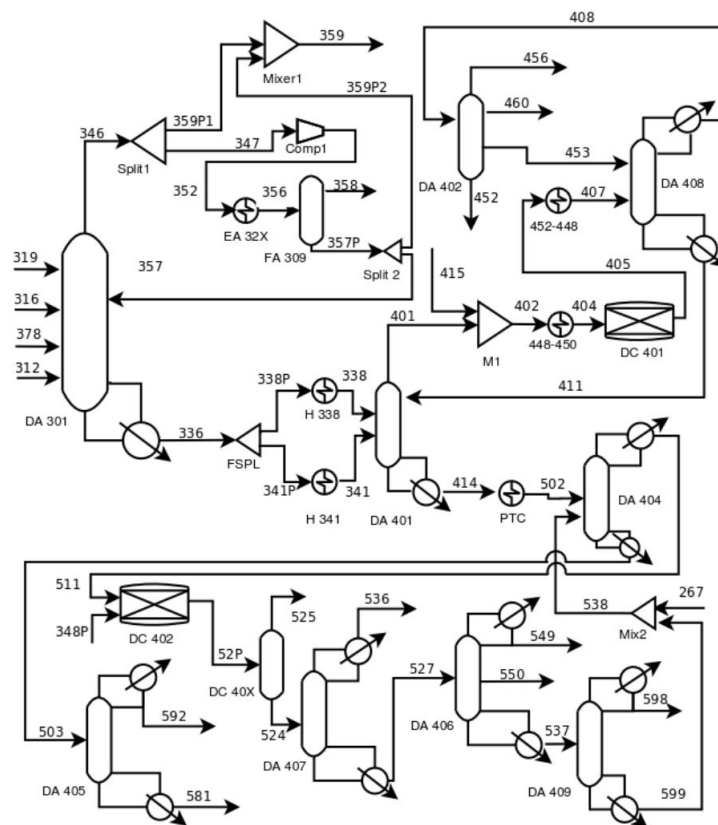 408
359
Mixer1
456
359P2
359P1
460
346
347
Comp1
453
Split1
DA 402
DA 408
352
356
358
407
452
EA 32X
452-448
FA 309
357P
319
357
Split 2
405
415
316
401
402
404
378
M1
448-450
DC 401
312
338P
338
411
DA 301
H 338
336
FSPL
341P
341
414
502
H 341
DA 401
PTC
DA 404
511
536
525
267
538
348P
DC 402
549
Mix2
52P
527
550
598
DC 40X
503
592
524
DA 406
537
DA 407
581
DA 405
DA 409
599